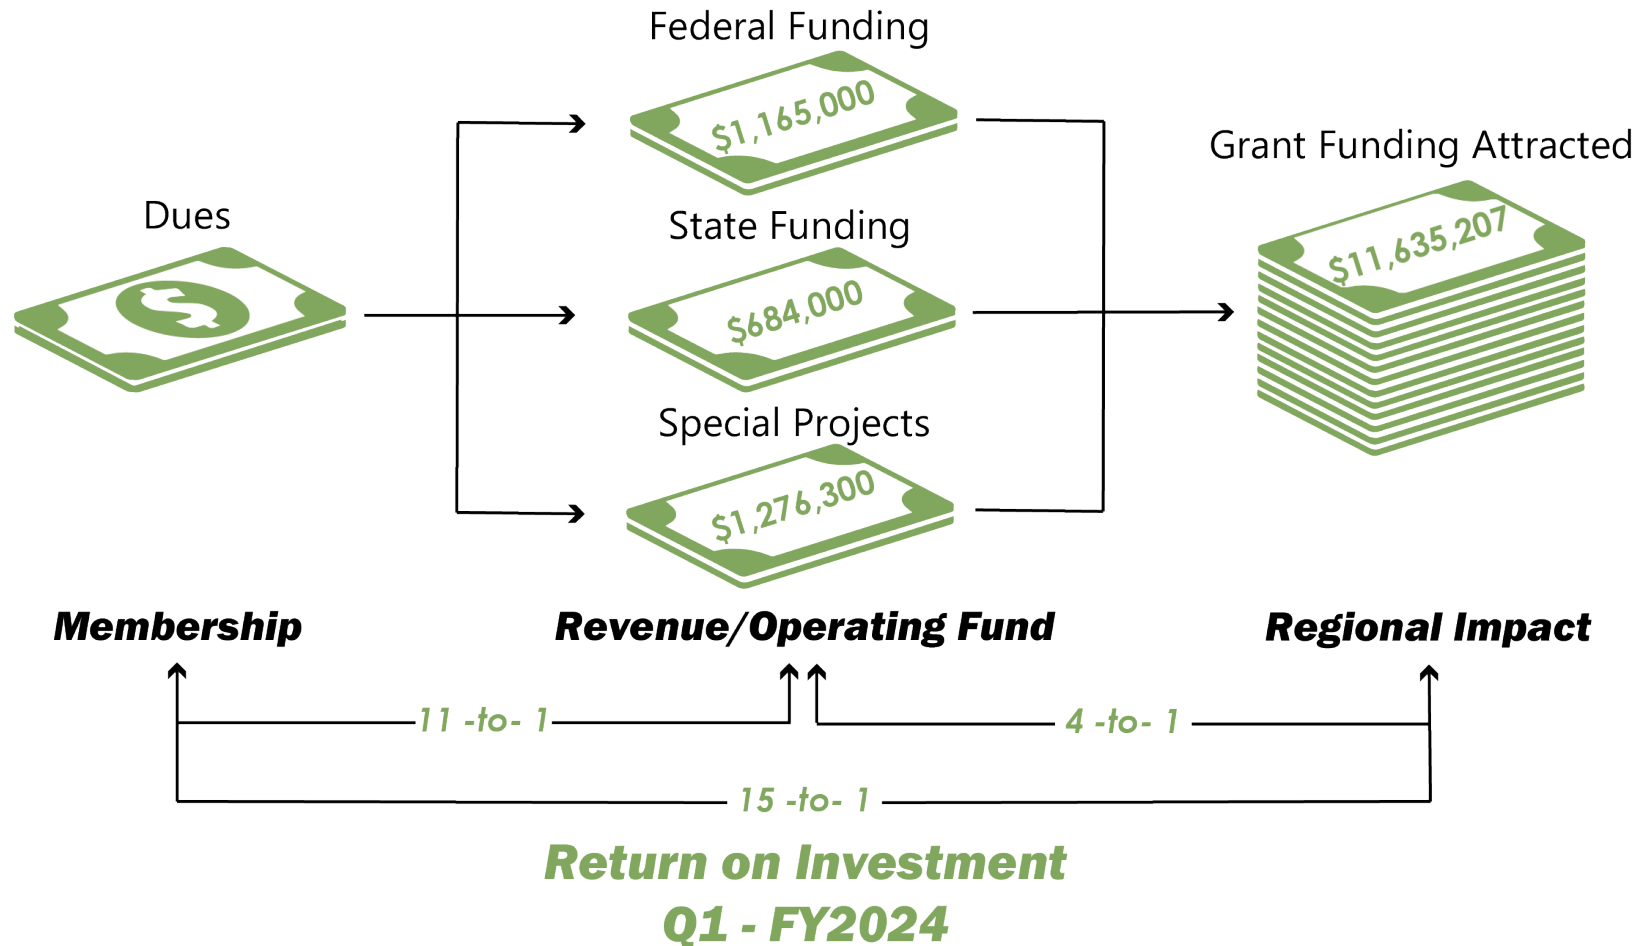 Federal Funding
$1,165,000
Grant Funding Attracted
$11,635,207
Dues
$
State Funding
$684,000
Special Projects
$1,276,300
Membership
Revenue/Operating Fund
Regional Impact
11 -to- 1
4 -to- 1
15 -to- 1
Return on Investment
Q1 - FY2024